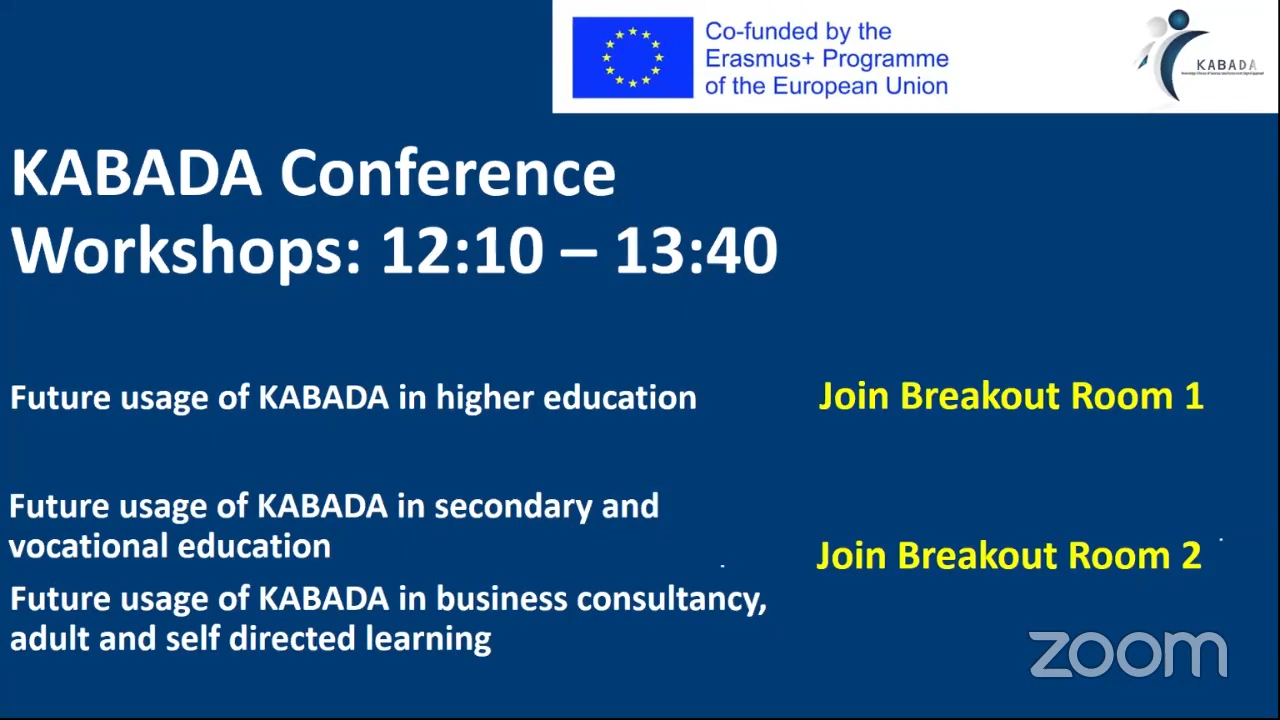 Co-funded by the
Erasmus+ Programme
of the European Union
KABADA
KABADA Conference
Workshops: 12:10 – 13:40
Future usage of KABADA in higher education
Join Breakout Room 1
Future usage of KABADA in secondary and
vocational education
Join Breakout Room 2
Future usage of KABADA in business consultancy,
adult and self directed learning
zoom